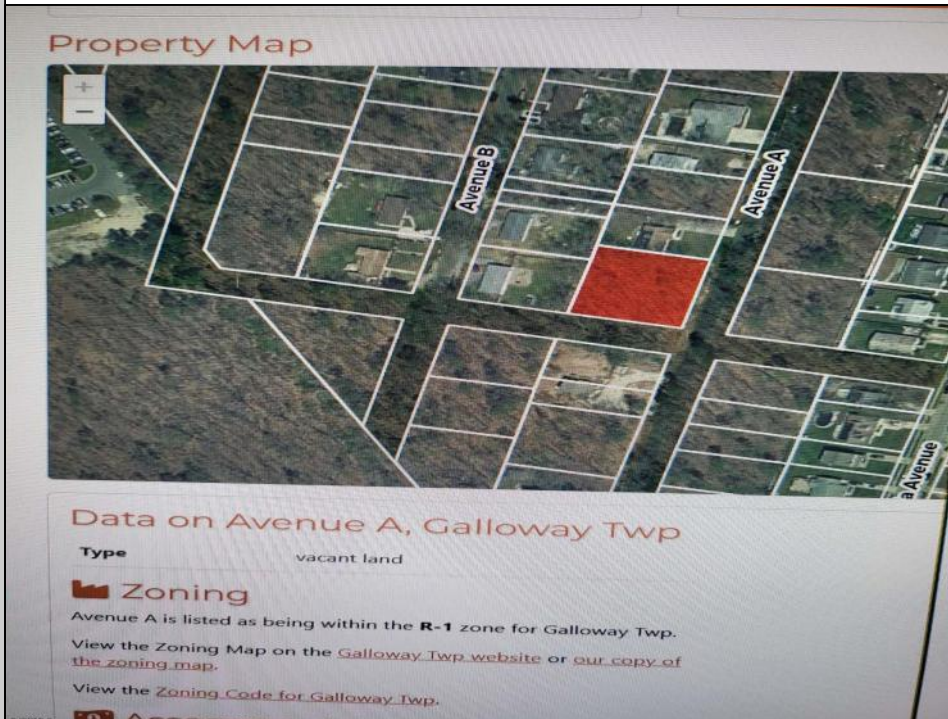 Property Map
+
−
Avenue B
Avenue A
a Avenue
Data on Avenue A, Galloway Twp
Type vacant land
Zoning
Avenue A is listed as being within the R-1 zone for Galloway Twp.
View the Zoning Map on the Galloway Twp website or our copy of
the zoning map.
View the Zoning Code for Galloway Twp.